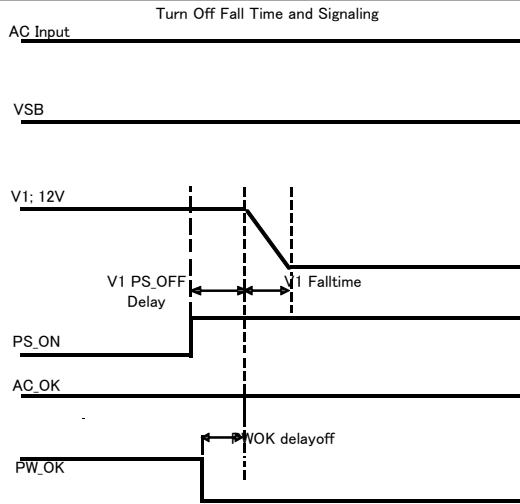 Turn Off Fall Time and Signaling
AC Input
VSB
V1; 12V
V1 PS_OFF
Delay
V1 Falltime
PS_ON
AC_OK
PWOK delayoff
PW_OK